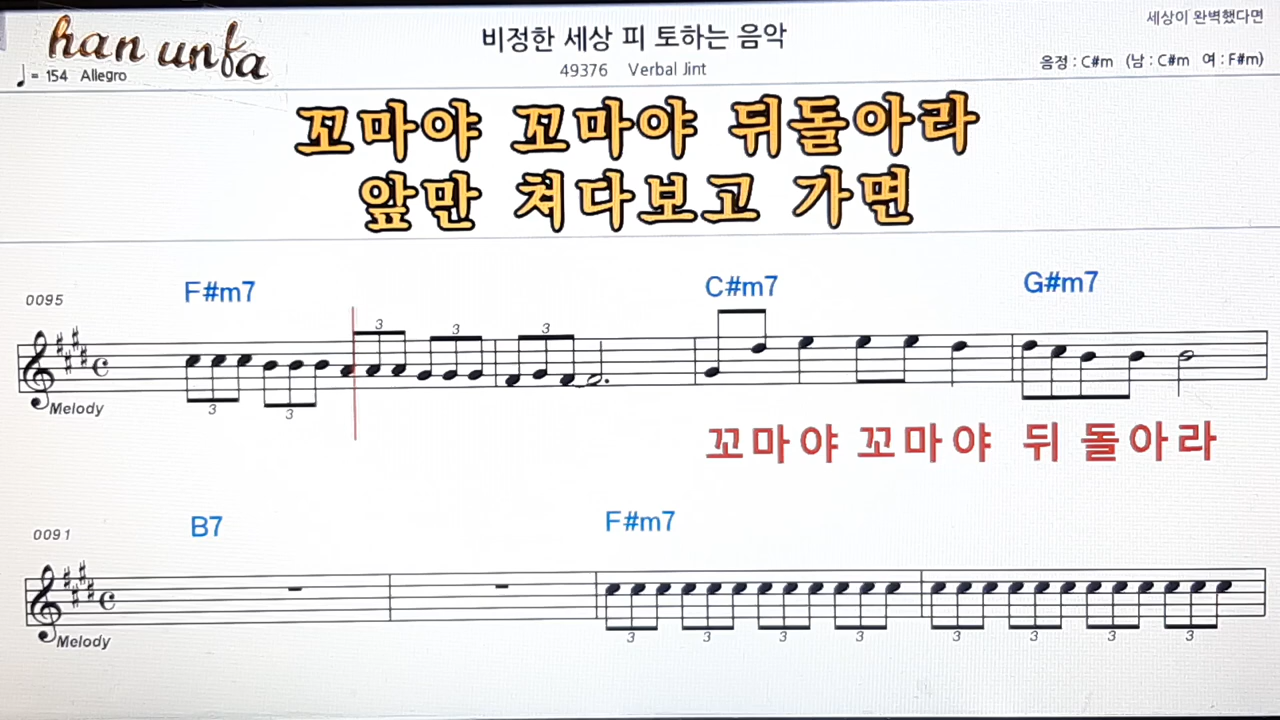 han unfa
♩= 154 Allegro
비정한 세상 피 토하는 음악
49376 Verbal Jint
세상이 완벽했다면
음정 : C#m (남 : C#m 여 : F#m)
꼬마야 꼬마야 뒤돌아라
앞만 쳐다보고 가면
0095
F#m7 C#m7 G#m7
3 3 3
3 3
Melody
꼬마야 꼬마야 뒤 돌아라
0091
B7 F#m7
Melody
3 3 3 3 3 3 3 3